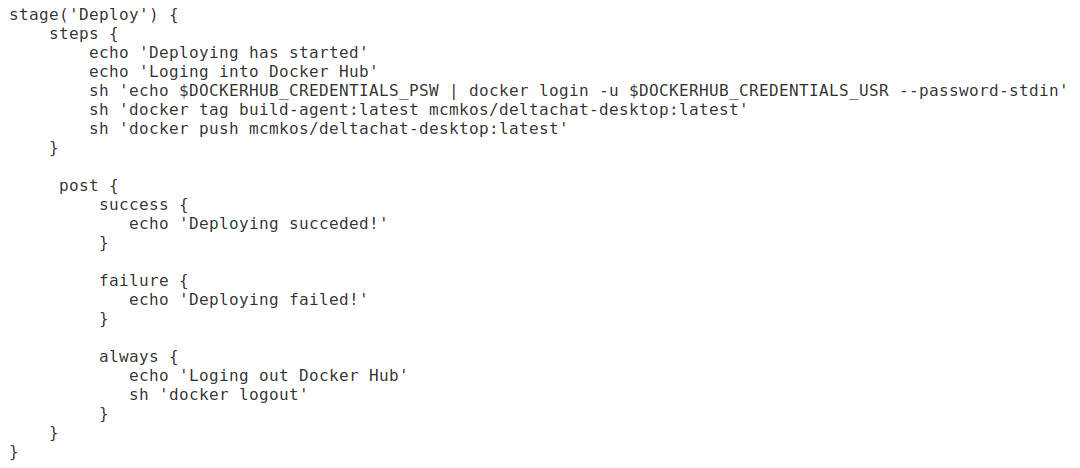 stage('Deploy') {
    steps {
        echo 'Deploying has started'
        echo 'Loging into Docker Hub'
        sh 'echo $DOCKERHUB_CREDENTIALS_PSW | docker login -u $DOCKERHUB_CREDENTIALS_USR --password-stdin'
        sh 'docker tag build-agent:latest mcmkos/deltachat-desktop:latest'
        sh 'docker push mcmkos/deltachat-desktop:latest'
    }

     post {
         success {
            echo 'Deploying succeded!'
         }

         failure {
            echo 'Deploying failed!'
         }

         always {
            echo 'Loging out Docker Hub'
            sh 'docker logout'
         }
    }
}